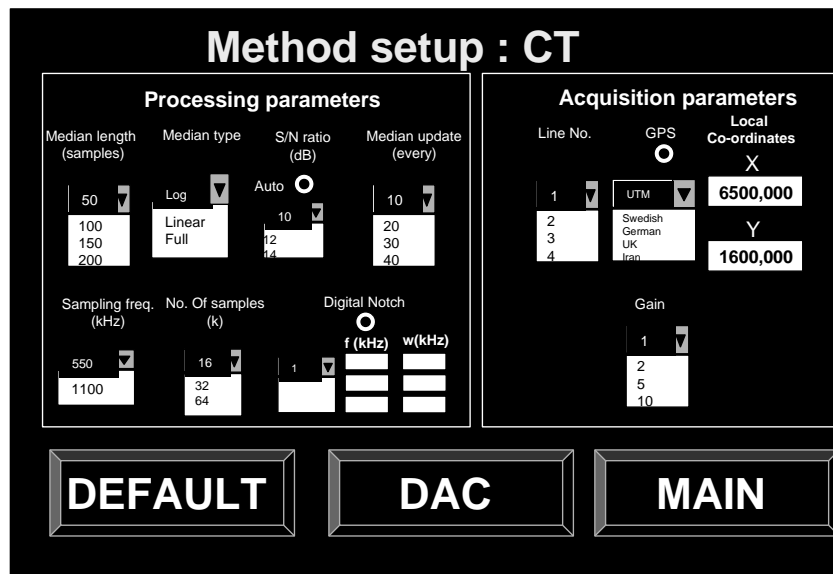 Method setup : CT
Processing parameters
Median length
(samples)
50
100
150
200
Median type
Log
Linear
Full
S/N ratio
(dB)
Auto
10
12
14
Median update
(every)
10
20
30
40
Sampling freq.
(kHz)
550
1100
No. Of samples
(k)
16
32
64
Digital Notch
1
f (kHz)
w(kHz)
Acquisition parameters
Line No.
1
2
3
4
GPS
UTM
Swedish
German
UK
Iran
Local
Co-ordinates
X
6500,000
Y
1600,000
Gain
1
2
5
10
DEFAULT
DAC
MAIN